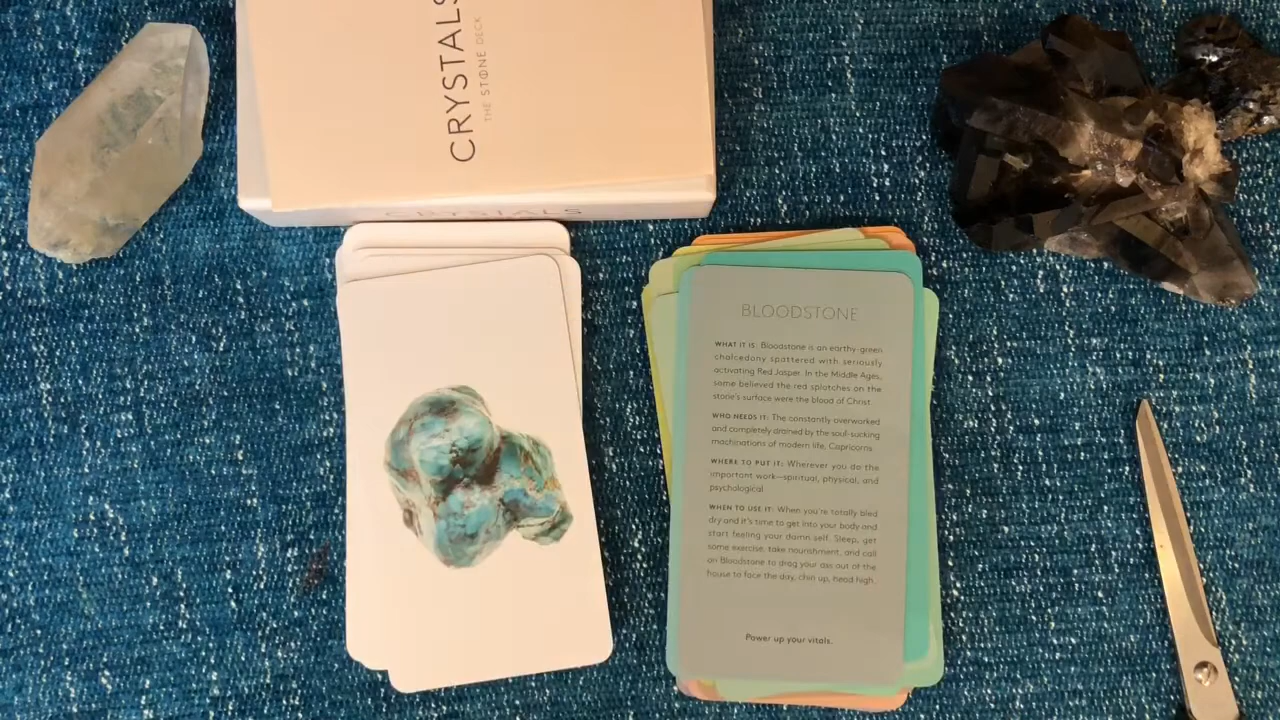 CRYSTALS
THE STONE DECK
CRYSTALS
BLOODSTONE
WHAT IT IS: Bloodstone is an earthy-green
chalcedony spattered with seriously
activating Red Jasper. In the Middle Ages,
some believed the red splotches on the
stone's surface were the blood of Christ.
WHO NEEDS IT: The constantly overworked
and completely drained by the soul-sucking
machinations of modern life, Capricorns.
WHERE TO PUT IT: Wherever you do the
important work—spiritual, physical, and
psychological.
WHEN TO USE IT: When you're totally bled
dry and it's time to get into your body and
start feeling your damn self. Sleep, get
some exercise, take nourishment, and call
on Bloodstone to drag your ass out of the
house to face the day, chin up, head high.
Power up your vitals.